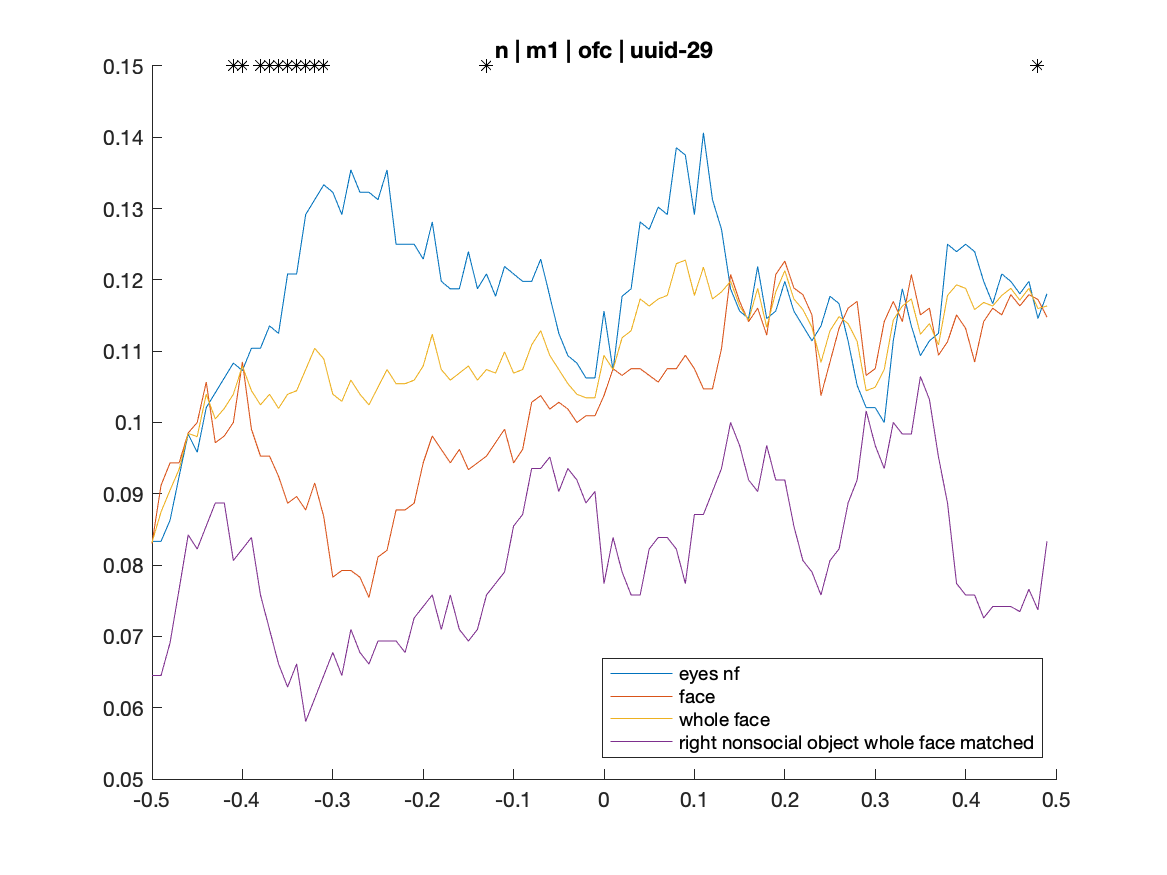 n | m1 | ofc | uuid-29
0.15
0.14
0.13
0.12
0.11
0.1
0.09
0.08
0.07
0.06
0.05
-0.5 -0.4 -0.3 -0.2 -0.1 0 0.1 0.2 0.3 0.4 0.5
eyes nf
face
whole face
right nonsocial object whole face matched